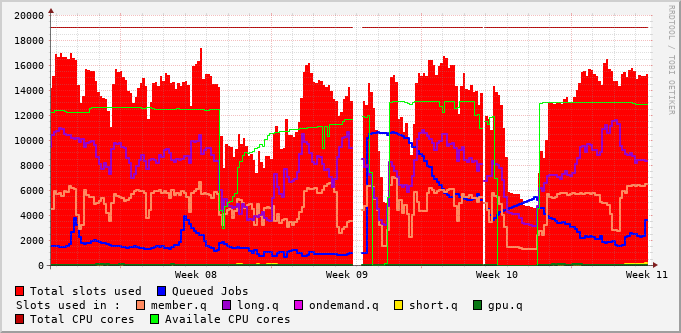 RRDTOOL / TOBI OETIKER
20000
18000
16000
14000
12000
10000
8000
6000
4000
2000
0
Week 08 Week 09 Week 10 Week 11
Total slots used Queued Jobs
Slots used in : member.q long.q ondemand.q short.q gpu.q
Total CPU cores Availale CPU cores